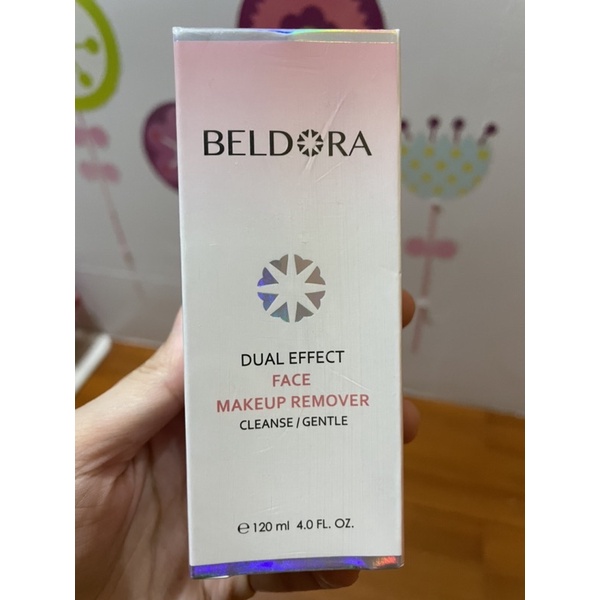 BELDORA
DUAL EFFECT
FACE
MAKEUP REMOVER
CLEANSE / GENTLE
℮ 120 ml 4.0 FL. OZ.